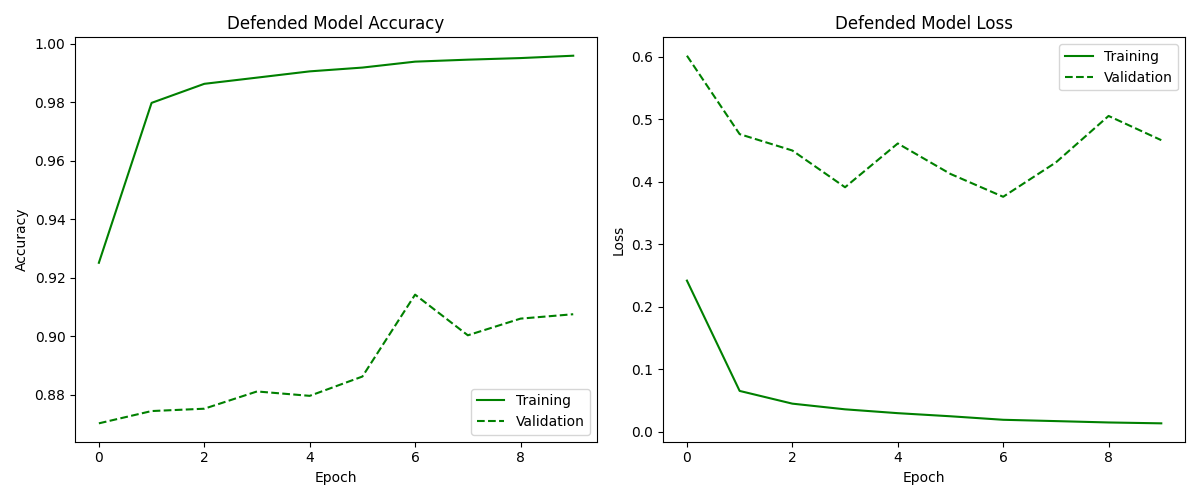 Defended Model Accuracy
1.00
0.98
0.96
0.94
0.92
0.90
0.88
Accuracy
0
2
4
6
8
Epoch
Training
Validation
Defended Model Loss
0.6
0.5
0.4
0.3
0.2
0.1
0.0
Loss
0
2
4
6
8
Epoch
Training
Validation